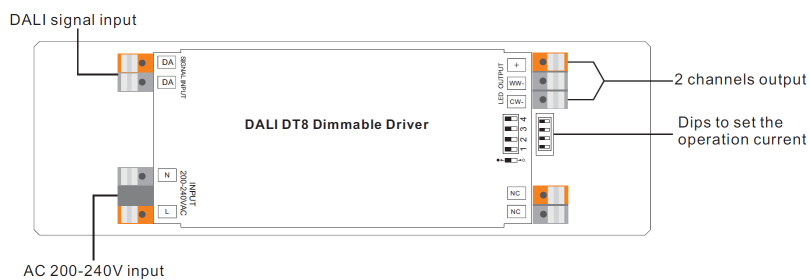 DALI signal input
DA
DA
SIGNAL INPUT
LED OUTPUT
+
WW-
CW-
2 channels output
DALI DT8 Dimmable Driver
1 2 3 4
Dips to set the
operation current
N
L
INPUT
200-240VAC
NC
NC
AC 200-240V input